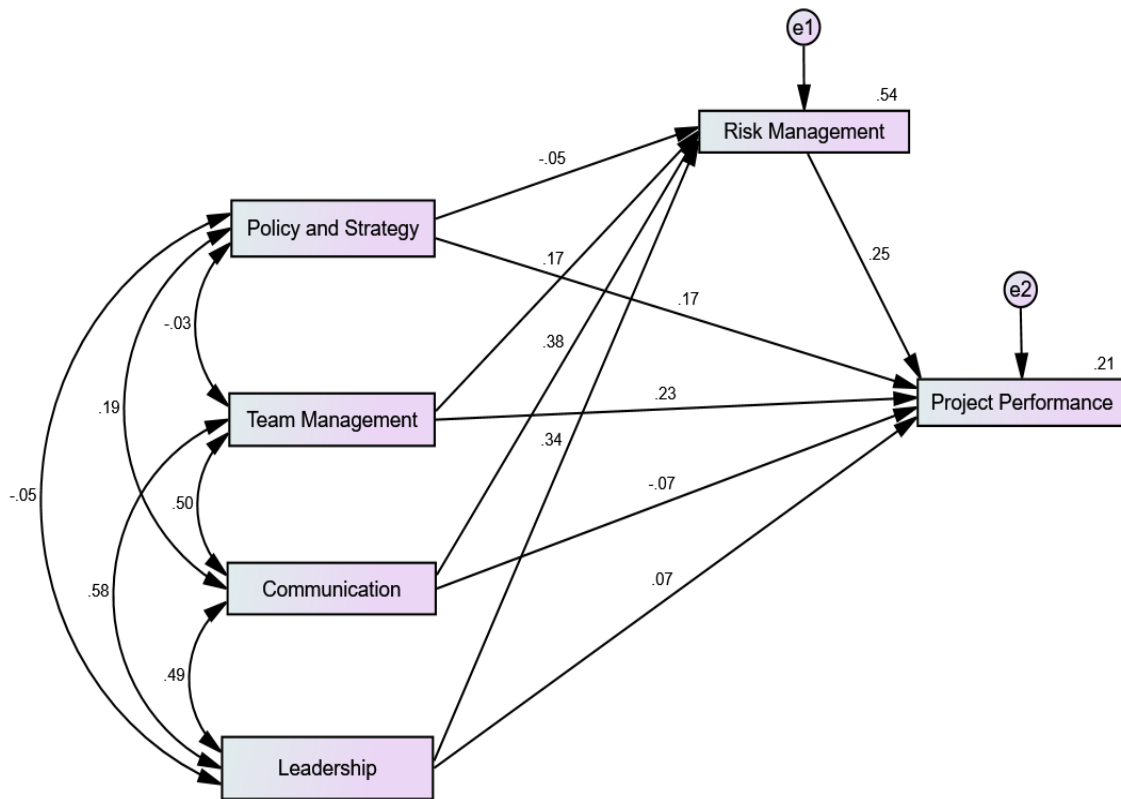 e1
.54
Risk Management
-.05
Policy and Strategy
.17
.25
e2
.17
-.03
.38
.21
Team Management
.23
Project Performance
.19
.34
-.05
.50
-.07
Communication
.58
.07
.49
Leadership